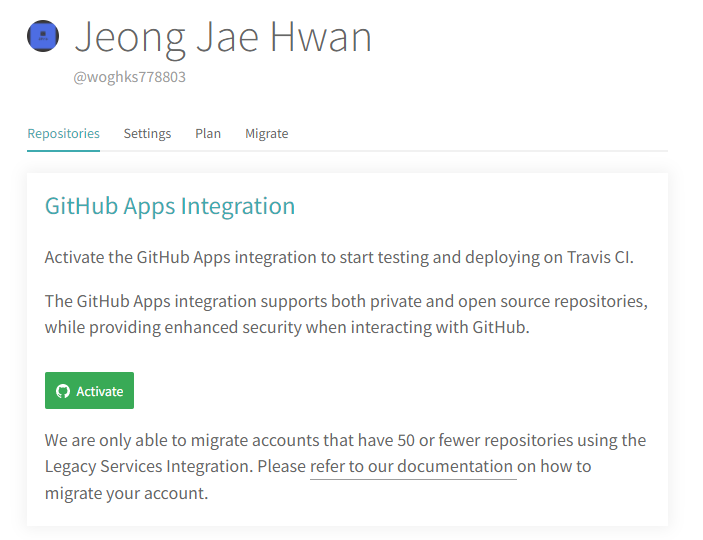 Jeong Jae Hwan
@woghks778803
Repositories Settings Plan Migrate
GitHub Apps Integration
Activate the GitHub Apps integration to start testing and deploying on Travis CI.
The GitHub Apps integration supports both private and open source repositories,
while providing enhanced security when interacting with GitHub.
Activate
We are only able to migrate accounts that have 50 or fewer repositories using the
Legacy Services Integration. Please refer to our documentation on how to
migrate your account.